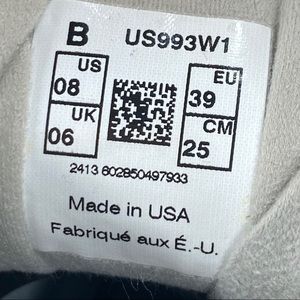 B US993W1
US 08 EU 39
UK 06 CM 25
2413 602850497933
Made in USA
Fabriqué aux É.-U.